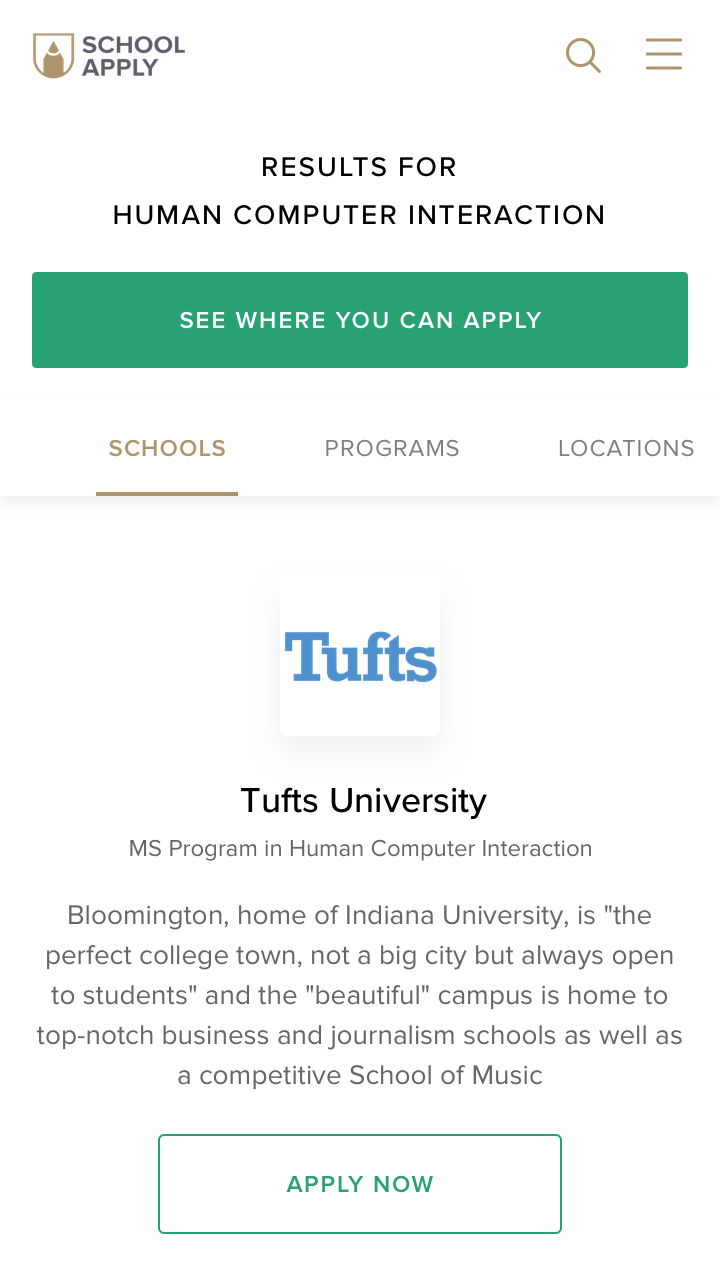 SCHOOL
APPLY
RESULTS FOR
HUMAN COMPUTER INTERACTION
SEE WHERE YOU CAN APPLY
SCHOOLS PROGRAMS LOCATIONS
Tufts
Tufts University
MS Program in Human Computer Interaction
Bloomington, home of Indiana University, is "the
perfect college town, not a big city but always open
to students" and the "beautiful" campus is home to
top-notch business and journalism schools as well as
a competitive School of Music
APPLY NOW